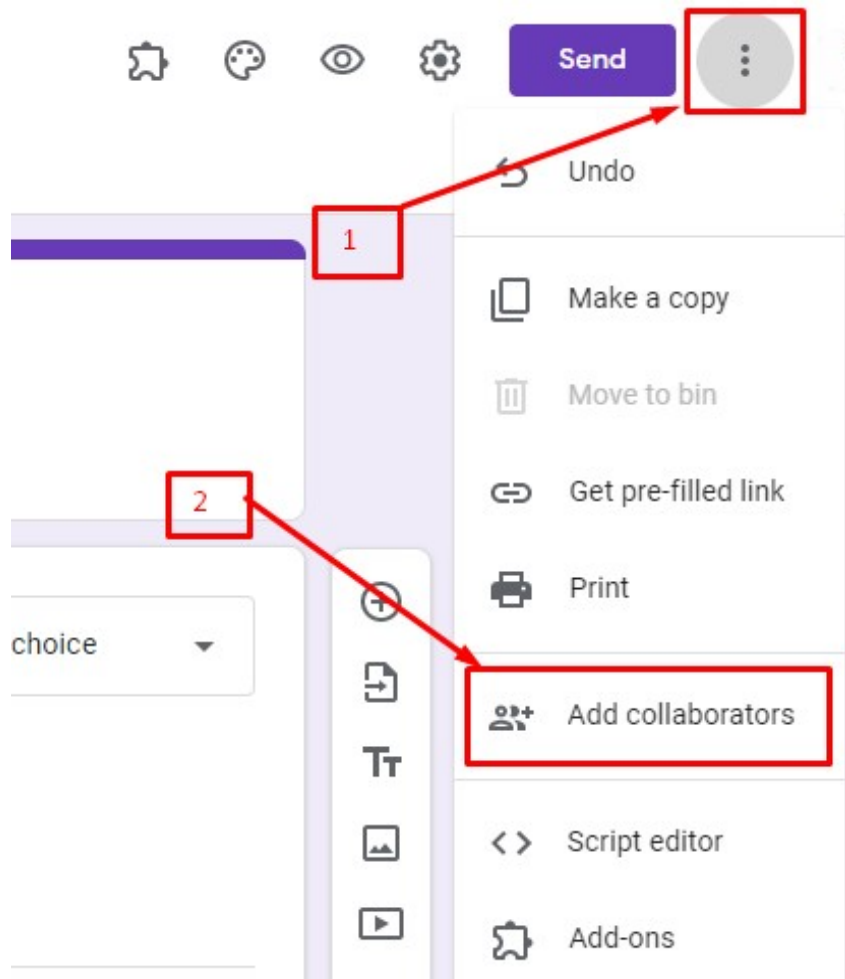 Send
Undo
1
Make a copy
Move to bin
Get pre-filled link
2
Print
choice
Add collaborators
Tт
Script editor
Add-ons